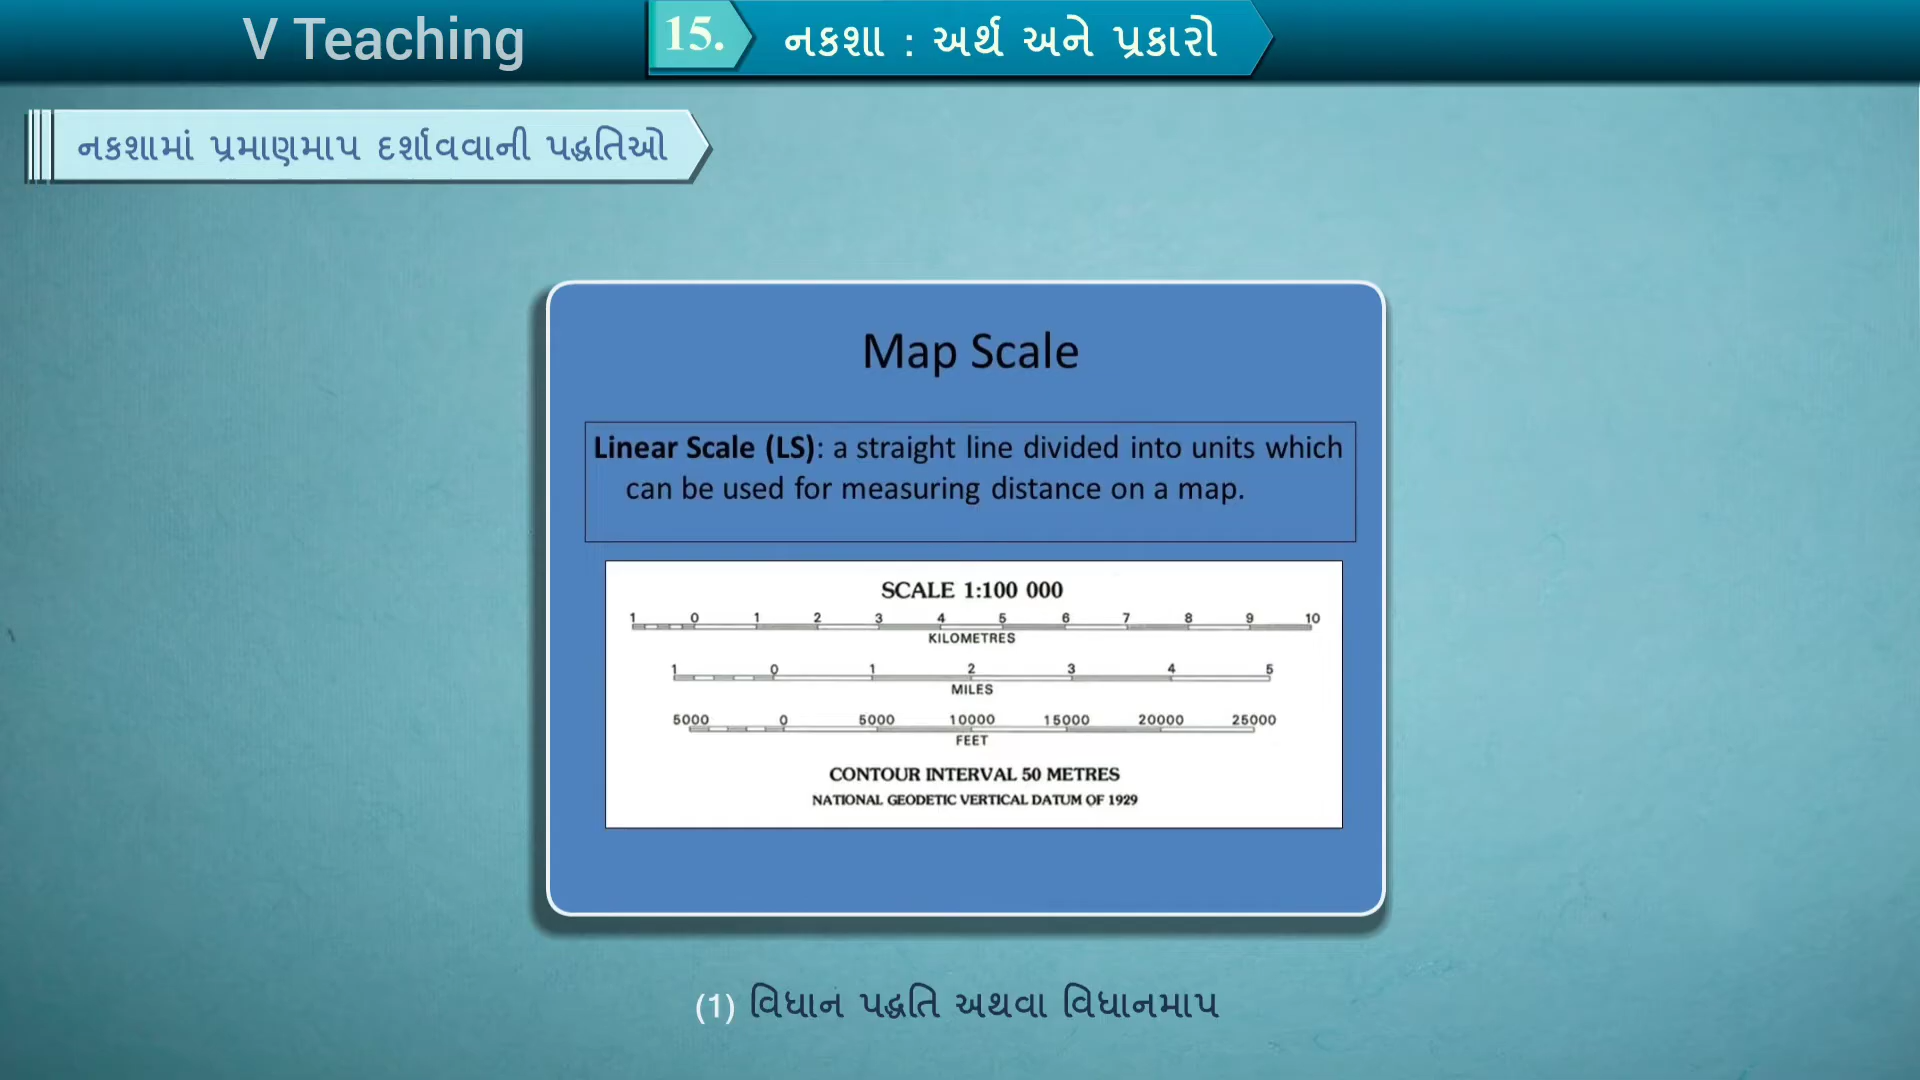 V Teaching
15.
નકશા : અર્થ અને પ્રકારો
નકશામાં પ્રમાણમાપ દર્શાવવાની પદ્ધતિઓ
Map Scale
Linear Scale (LS): a straight line divided into units which
can be used for measuring distance on a map.
SCALE 1:100 000
1 0 1 2 3 4 5 6 7 8 9 10
KILOMETRES
1 0 1 2 3 4 5
MILES
5000 0 5000 10000 15000 20000 25000
FEET
CONTOUR INTERVAL 50 METRES
NATIONAL GEODETIC VERTICAL DATUM OF 1929
(1) વિધાન પદ્ધતિ અથવા વિધાનમાપ